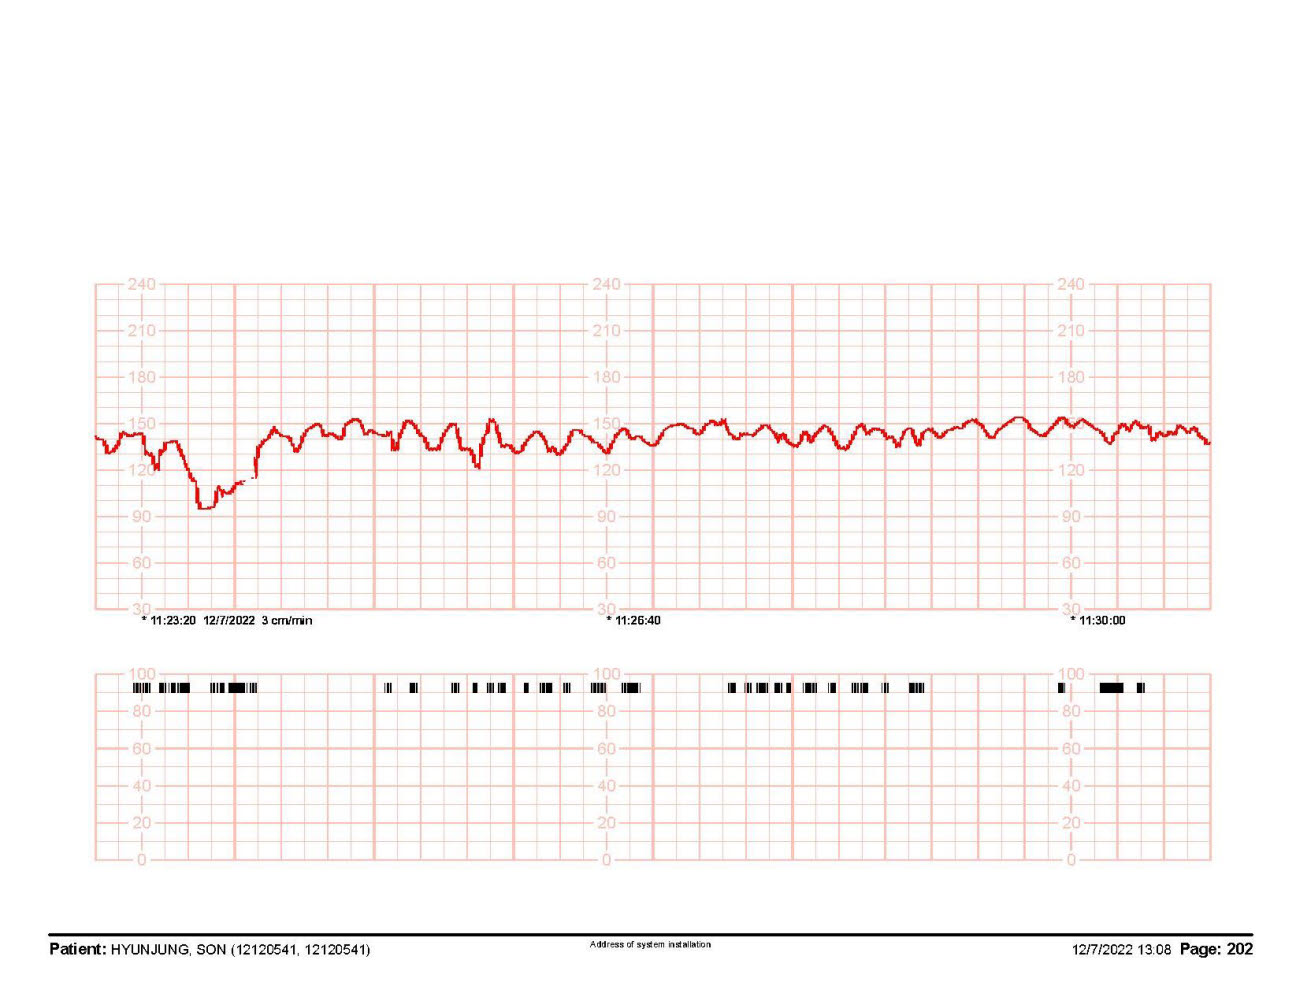 240 240 240
210 210 210
180 180 180
150 150 150
120 120 120
90 90 90
60 60 60
30 30 30
* 11:23:20 12/7/2022 3 cm/min * 11:26:40 * 11:30:00
100 100 100
80 80 80
60 60 60
40 40 40
20 20 20
0 0 0
Patient: HYUNJUNG, SON (12120541, 12120541) Address of system installation 12/7/2022 13:08 Page: 202